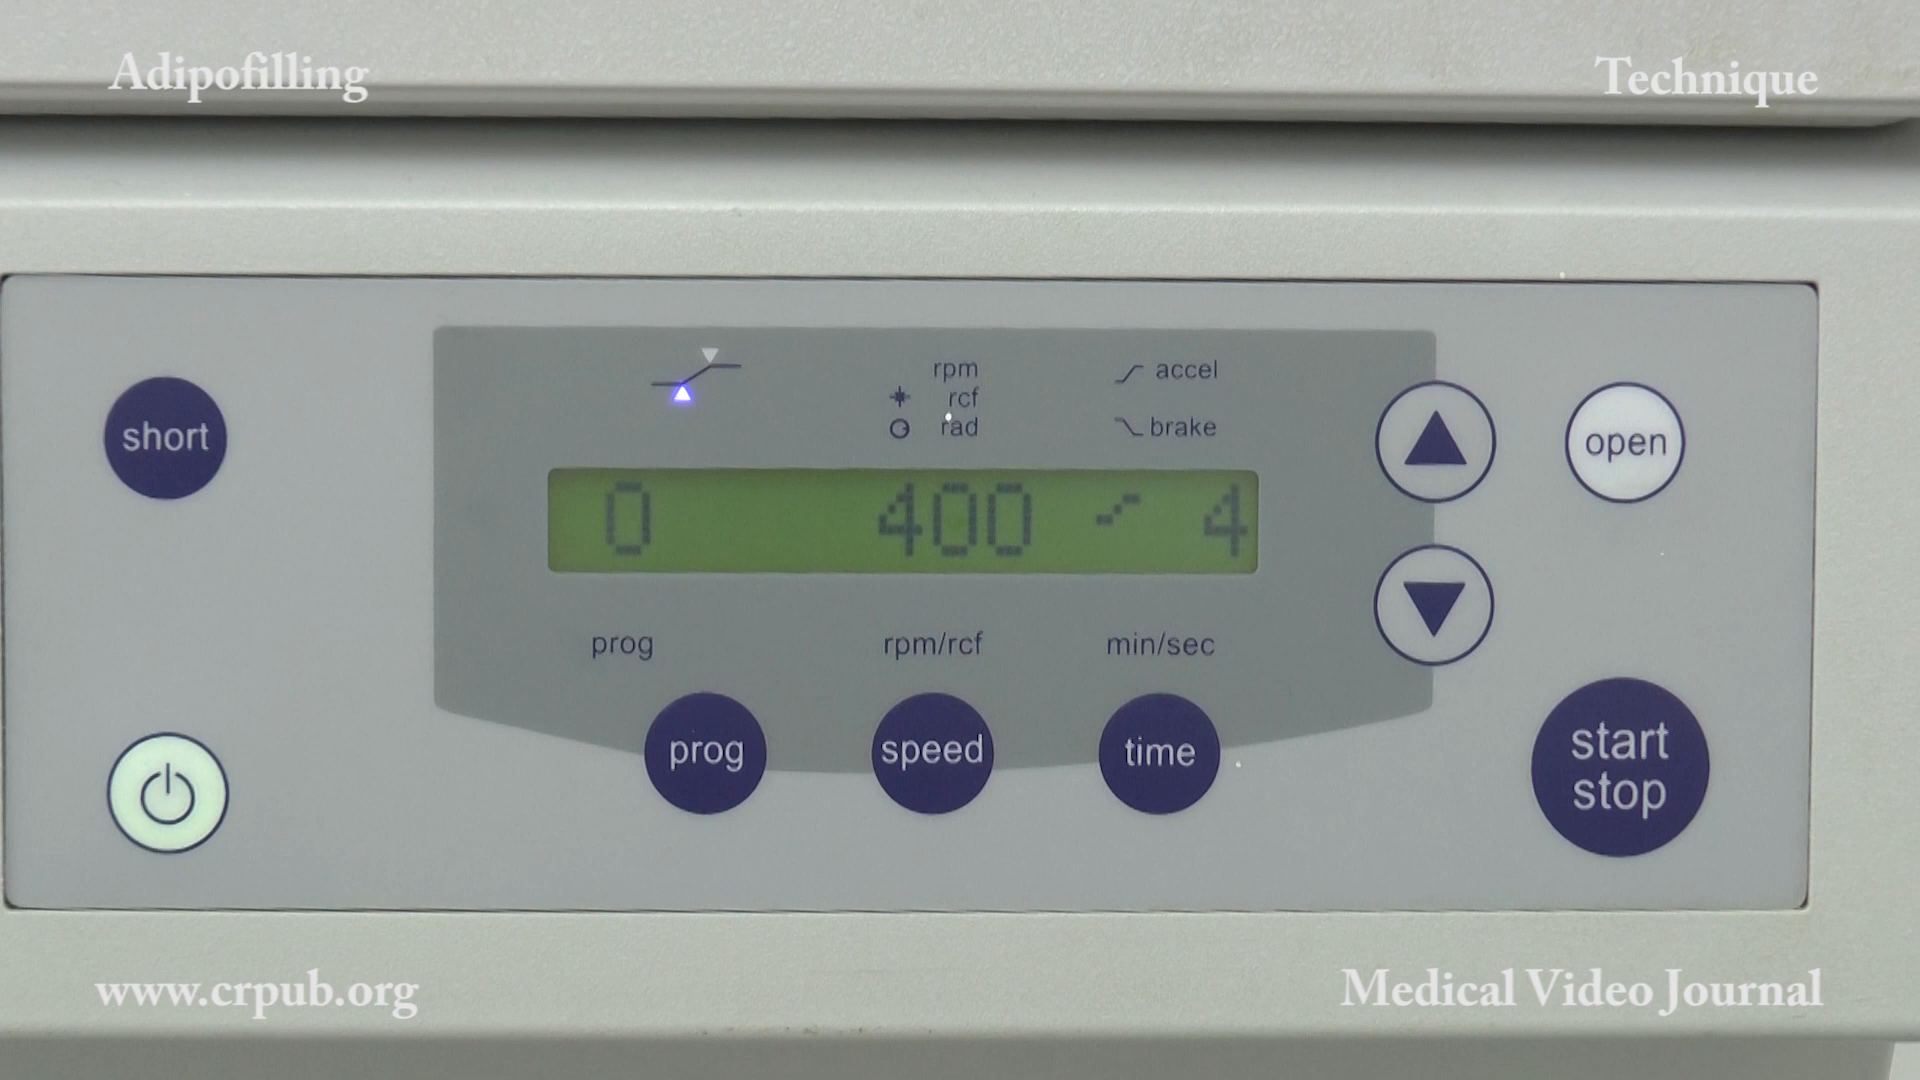 Adipofilling
Technique
rpm
rcf
rad
accel
brake
short
open
0 400 4
prog
rpm/rcf
min/sec
prog
speed
time
start
stop
www.crpub.org
Medical Video Journal